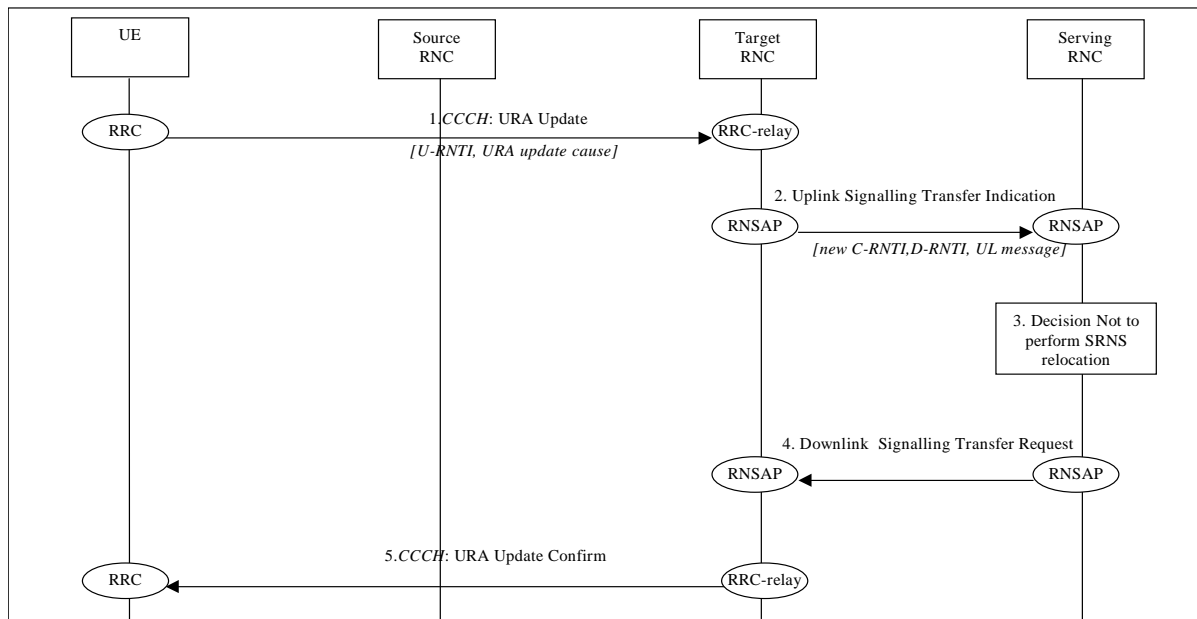 UE
Source
RNC
Target
RNC
Serving
RNC
1.CCCH: URA Update
RRC
RRC-relay
[U-RNTI, URA update cause]
2. Uplink Signalling Transfer Indication
RNSAP
RNSAP
[new C-RNTI,D-RNTI, UL message]
3. Decision Not to
perform SRNS
relocation
4. Downlink Signalling Transfer Request
RNSAP
RNSAP
5.CCCH: URA Update Confirm
RRC
RRC-relay